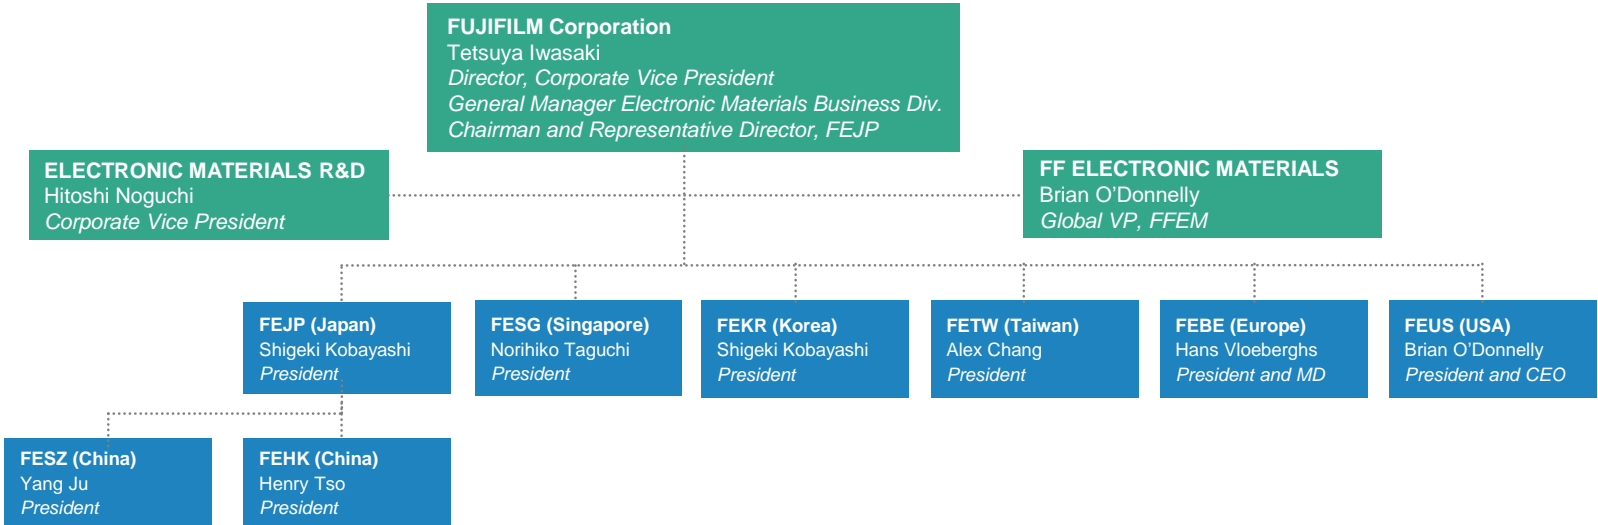 FUJIFILM Corporation
Tetsuya Iwasaki
Director, Corporate Vice President
General Manager Electronic Materials Business Div.
Chairman and Representative Director, FEJP
ELECTRONIC MATERIALS R&D
Hitoshi Noguchi
Corporate Vice President
FF ELECTRONIC MATERIALS
Brian O’Donnelly
Global VP, FFEM
FEJP (Japan)
Shigeki Kobayashi
President
FESG (Singapore)
Norihiko Taguchi
President
FEKR (Korea)
Shigeki Kobayashi
President
FETW (Taiwan)
Alex Chang
President
FEBE (Europe)
Hans Vloeberghs
President and MD
FEUS (USA)
Brian O’Donnelly
President and CEO
FESZ (China)
Yang Ju
President
FEHK (China)
Henry Tso
President